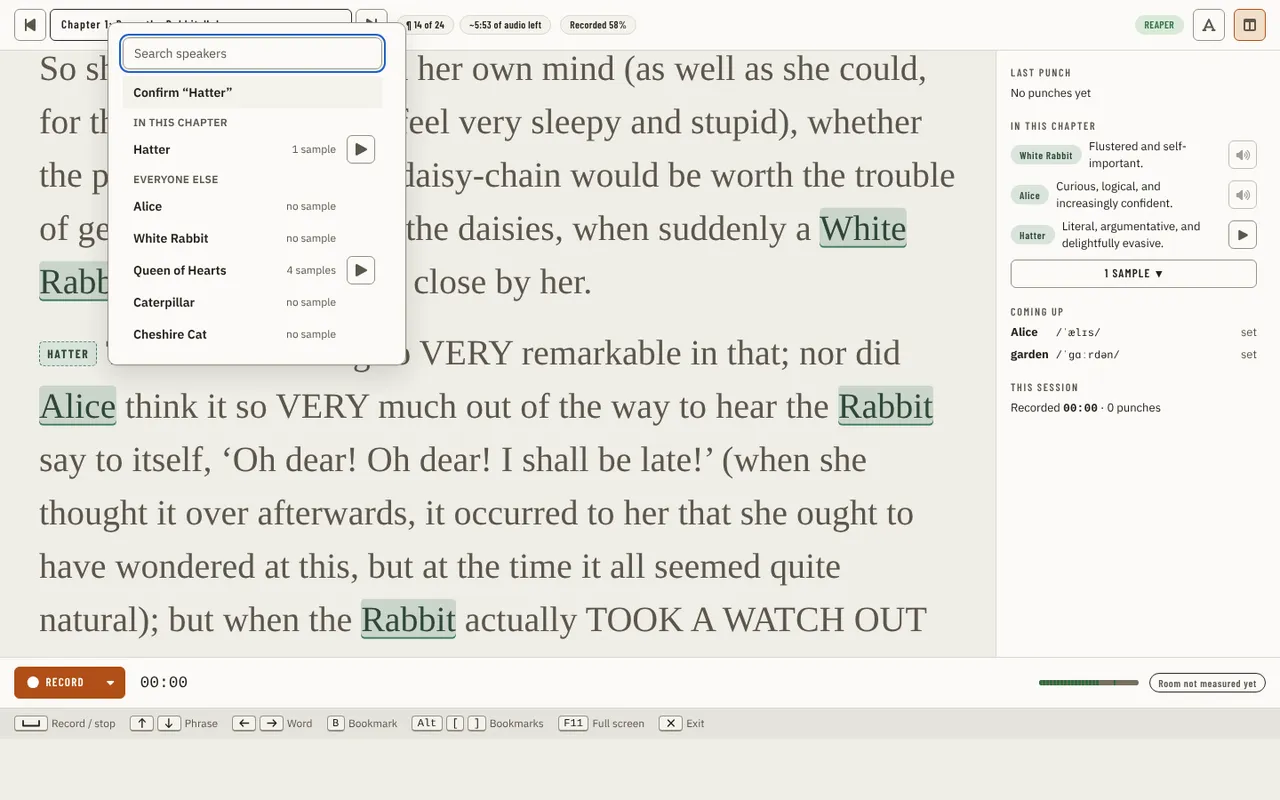 ¶ 14 of 24
~5:53 of audio left
Recorded 58%
REAPER
A
Search speakers
Confirm “Hatter”
IN THIS CHAPTER
Hatter 1 sample
EVERYONE ELSE
Alice no sample
White Rabbit no sample
Queen of Hearts 4 samples
Caterpillar no sample
Cheshire Cat no sample
So her own mind (as well as she could,
for feel very sleepy and stupid), whether
the daisy-chain would be worth the trouble
of the daisies, when suddenly a White
close by her.
HATTER VERY remarkable in that; nor did
Alice think it so VERY much out of the way to hear the Rabbit
say to itself, ‘Oh dear! Oh dear! I shall be late!’ (when she
thought it over afterwards, it occurred to her that she ought to
have wondered at this, but at the time it all seemed quite
natural); but when the Rabbit actually TOOK A WATCH OUT
LAST PUNCH
No punches yet
IN THIS CHAPTER
White Rabbit Flustered and self-
important.
Alice Curious, logical, and
increasingly confident.
Hatter Literal, argumentative, and
delightfully evasive.
1 SAMPLE ▼
COMING UP
Alice /ˈælɪs/ set
garden /ˈɡɑːrdən/ set
THIS SESSION
Recorded 00:00 · 0 punches
RECORD 00:00
Room not measured yet
Record / stop ↑ ↓ Phrase ← → Word B Bookmark Alt [ ] Bookmarks F11 Full screen ✕ Exit